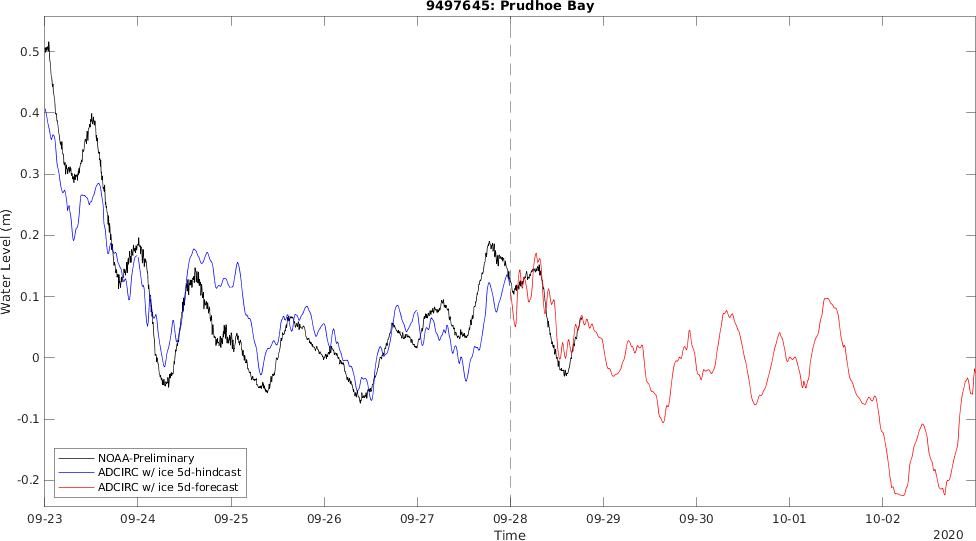 9497645: Prudhoe Bay
Water Level (m)
0.5
0.4
0.3
0.2
0.1
0
-0.1
-0.2
NOAA-Preliminary
ADCIRC w/ ice 5d-hindcast
ADCIRC w/ ice 5d-forecast
09-23 09-24 09-25 09-26 09-27 09-28 09-29 09-30 10-01 10-02
Time
2020